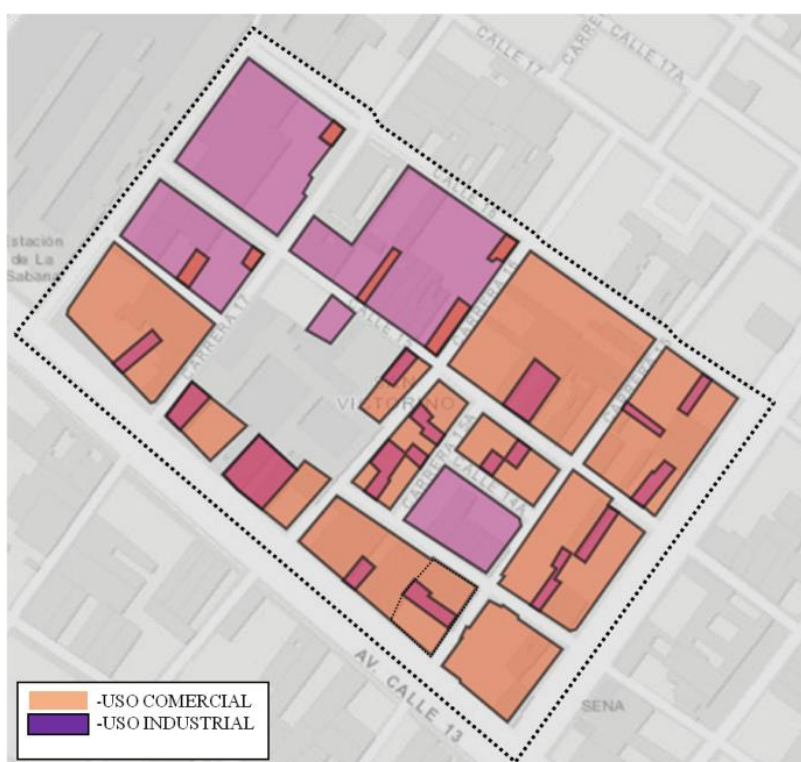 CALLE 17
CARRE
CALLE 17A
CALLE 16
Estación
de La
Sabana
CARRERA 17
CARRERA 16
CARRERA 15
SAN
VICTORINO
CARRERA 15A
CALLE 14A
AV. CALLE 13
SENA
-USO COMERCIAL
-USO INDUSTRIAL